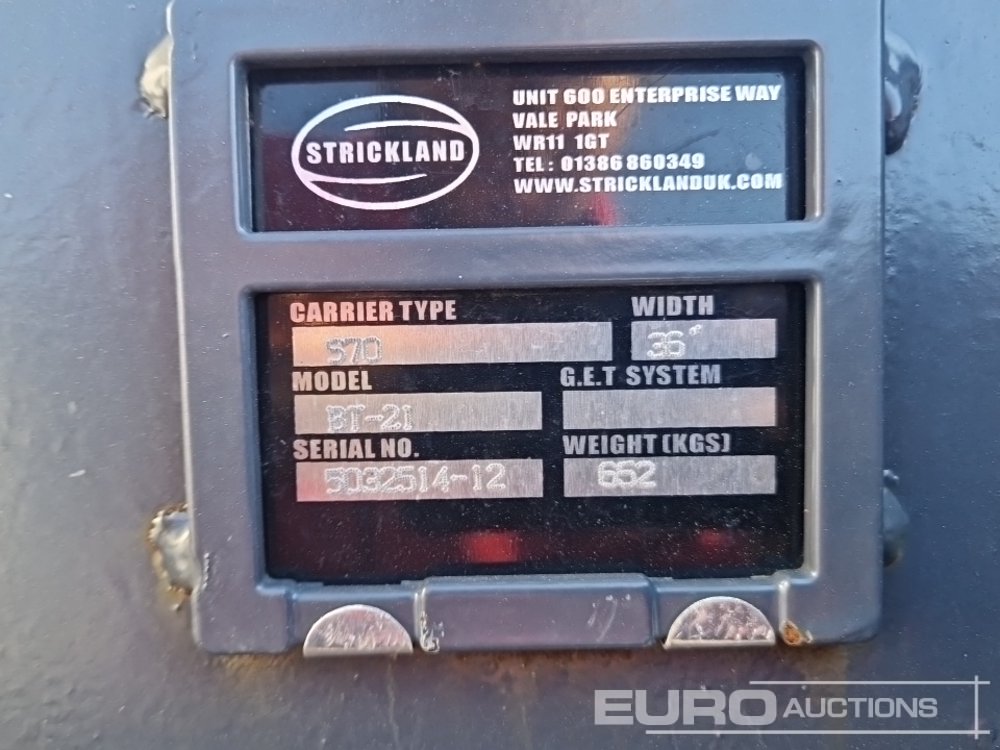 STRICKLAND
UNIT 600 ENTERPRISE WAY
VALE PARK
WR11 1GT
TEL: 01386 860349
WWW.STRICKLANDUK.COM
CARRIER TYPE
S70
WIDTH
36"
MODEL
BT-21
G.E.T SYSTEM
SERIAL NO.
5032514-12
WEIGHT (KGS)
652
EURO AUCTIONS